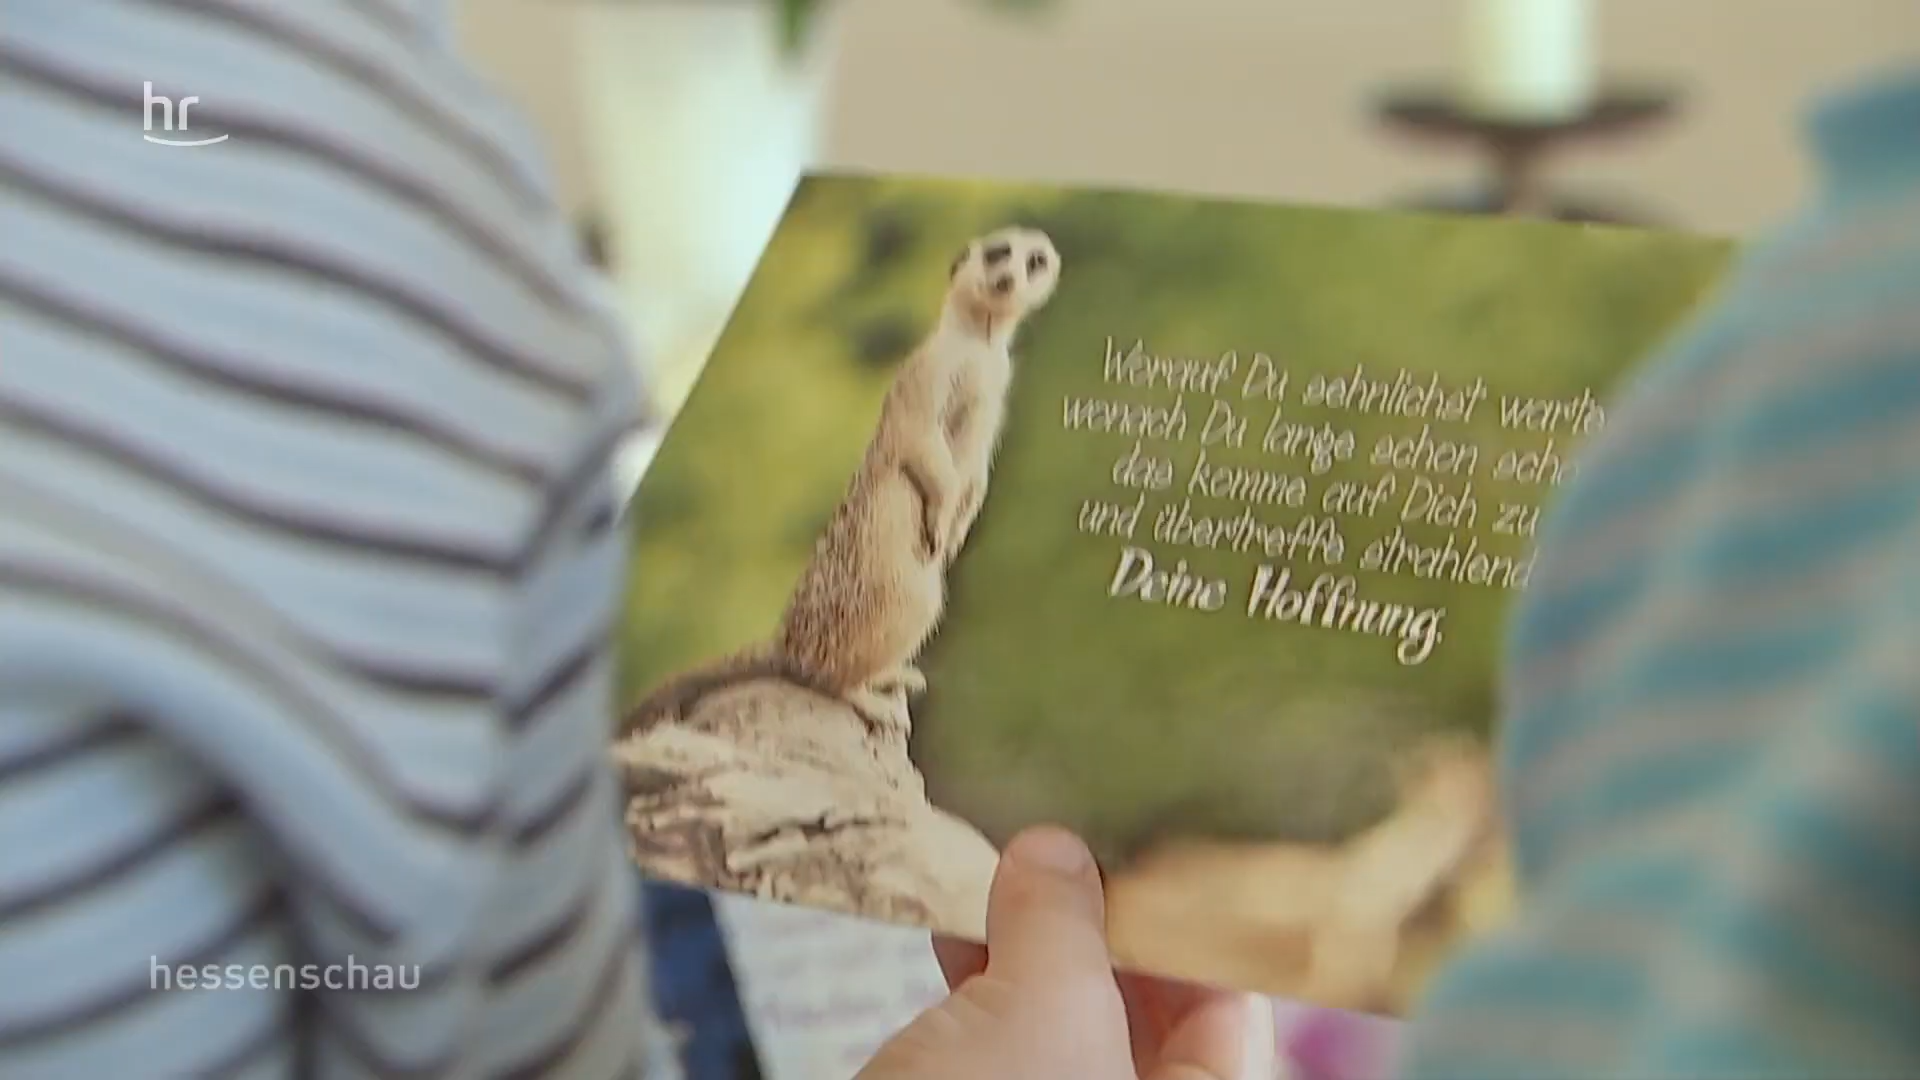 hr
Worauf Du sehnlichst warte
wonach Du lange schon
das komme auf Dich zu
und übertreffe strahlend
Deine Hoffnung.
hessenschau